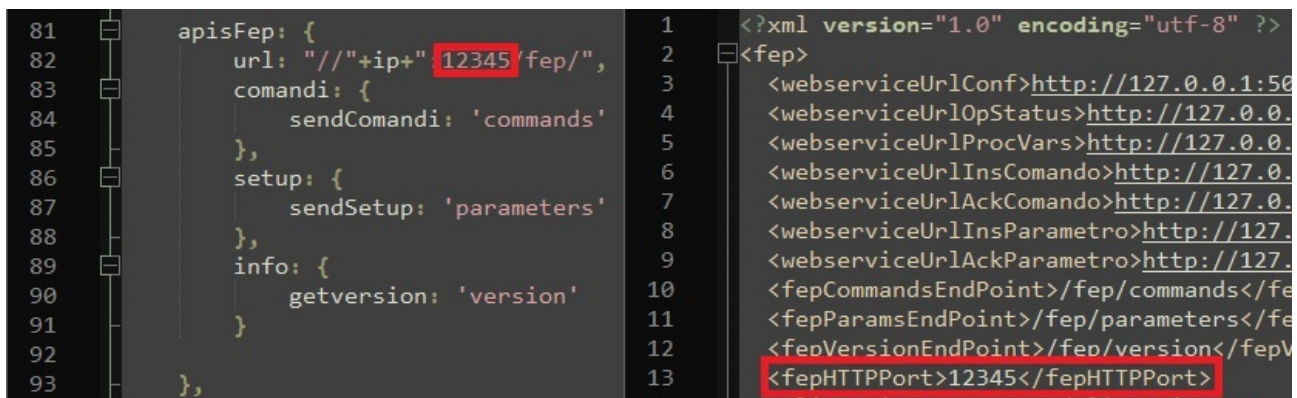 81 apisFep: {
82 url: "//"+ip+":12345/fep/",
83 comandi: {
84 sendComandi: 'commands'
85 },
86 setup: {
87 sendSetup: 'parameters'
88 },
89 info: {
90 getversion: 'version'
91 }
92
93 },
1 <?xml version="1.0" encoding="utf-8" ?>
2 <fep>
3 <webserviceUrlConf>http://127.0.0.1:50
4 <webserviceUrlOpStatus>http://127.0.0.
5 <webserviceUrlProcVars>http://127.0.0.
6 <webserviceUrlInsComando>http://127.0.
7 <webserviceUrlAckComando>http://127.0.
8 <webserviceUrlInsParametro>http://127.
9 <webserviceUrlAckParametro>http://127.
10 <fepCommandsEndPoint>/fep/commands</fe
11 <fepParamsEndPoint>/fep/parameters</fe
12 <fepVersionEndPoint>/fep/version</fepV
13 <fepHTTPPort>12345</fepHTTPPort>